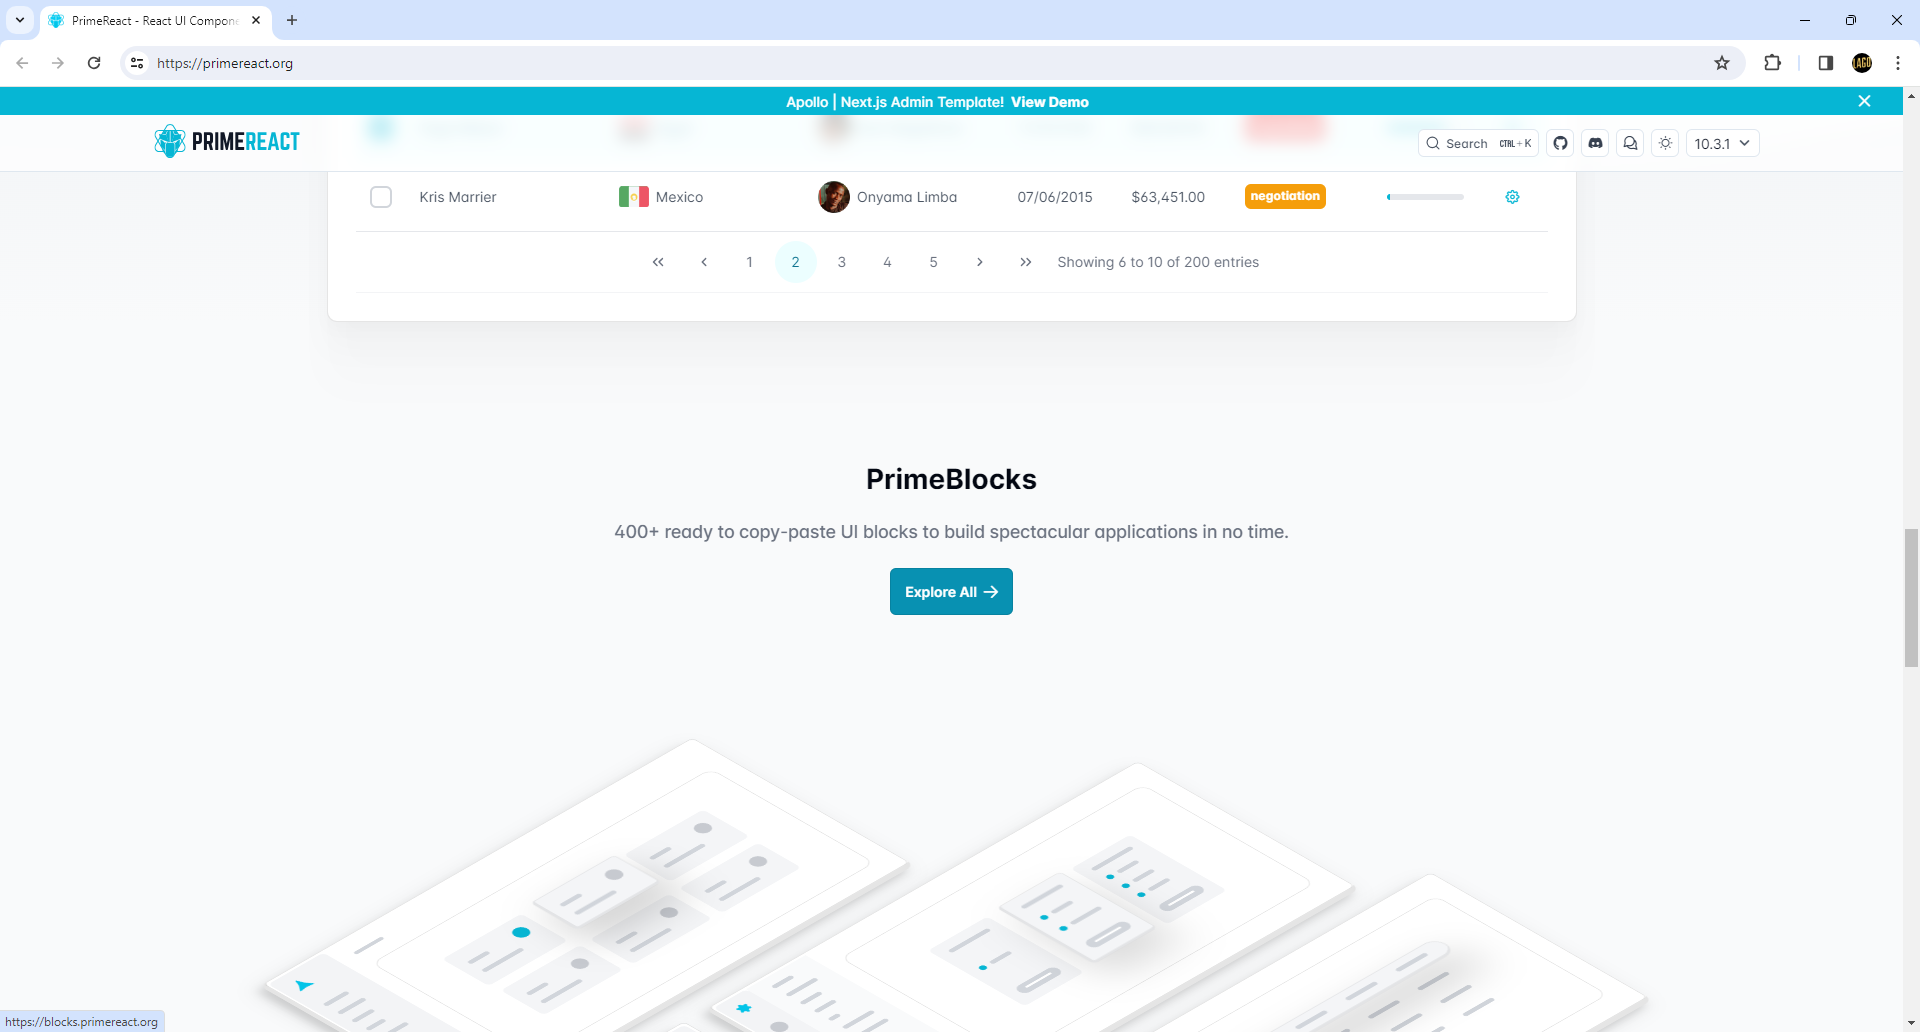 PrimeReact - React UI Compone
https://primereact.org
Apollo | Next.js Admin Template! View Demo
PRIMEREACT
Search CTRL+K
10.3.1
Kris Marrier Mexico Onyama Limba 07/06/2015 $63,451.00 negotiation
1 2 3 4 5 Showing 6 to 10 of 200 entries
PrimeBlocks
400+ ready to copy-paste UI blocks to build spectacular applications in no time.
Explore All
https://blocks.primereact.org